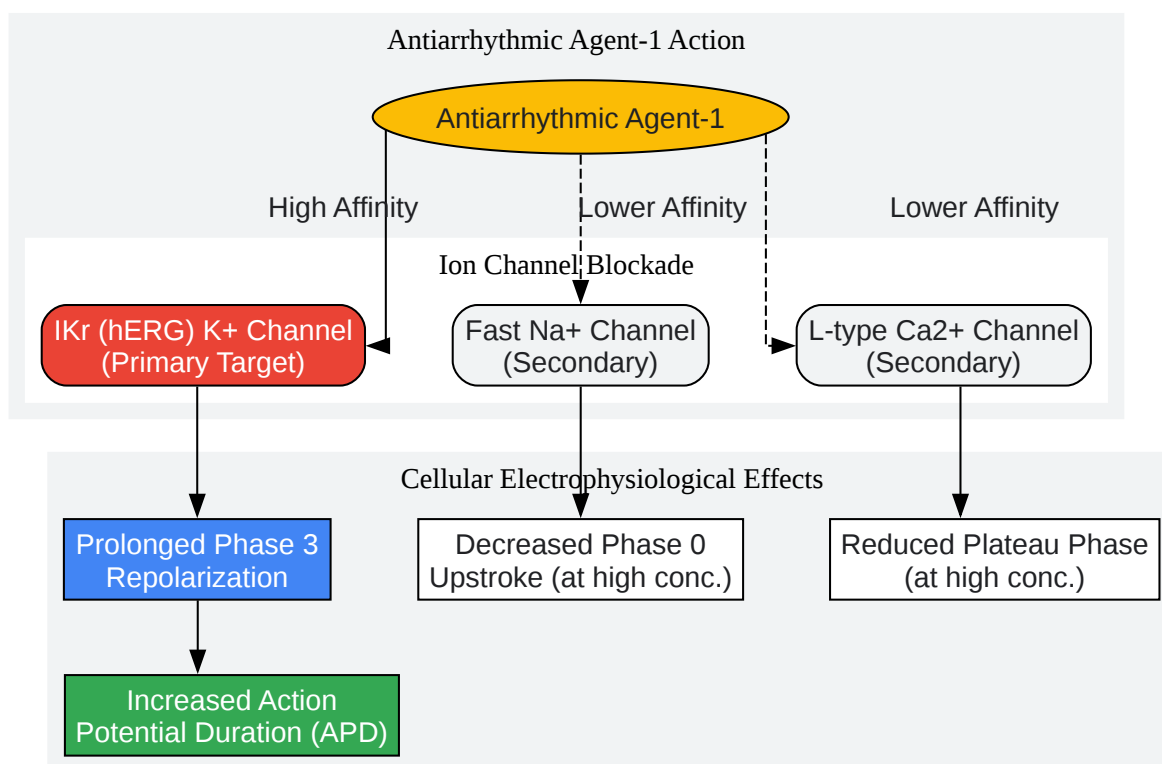 Antiarrhythmic Agent-1 Action
Antiarrhythmic Agent-1
High Affinity
Lower Affinity
Lower Affinity
Ion Channel Blockade
IKr (hERG) K+ Channel
(Primary Target)
Fast Na+ Channel
(Secondary)
L-type Ca2+ Channel
(Secondary)
Cellular Electrophysiological Effects
Prolonged Phase 3
Repolarization
Decreased Phase 0
Upstroke (at high conc.)
Reduced Plateau Phase
(at high conc.)
Increased Action
Potential Duration (APD)